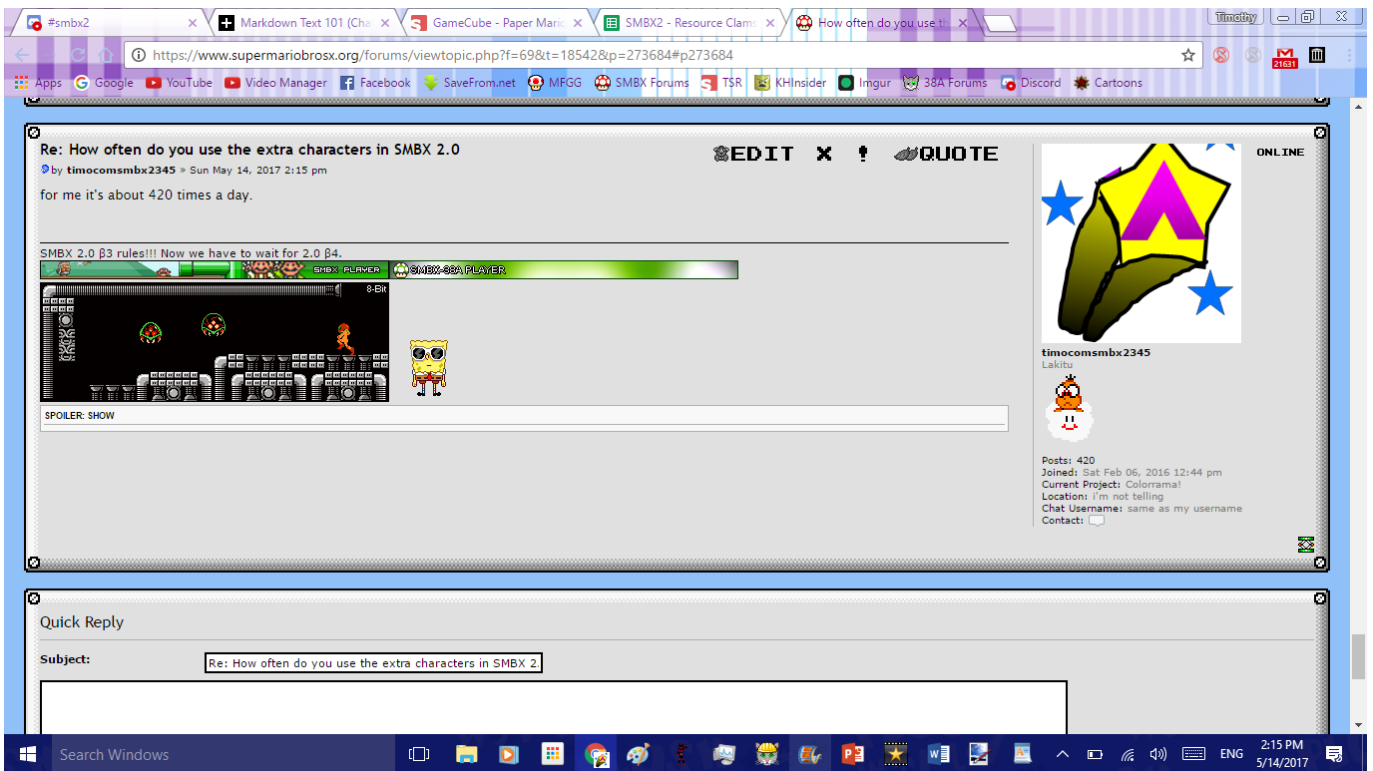 Timothy
#smbx2
Markdown Text 101 (Cha
GameCube - Paper Mario
SMBX2 - Resource Clams
How often do you use th
https://www.supermariobrosx.org/forums/viewtopic.php?f=69&t=18542&p=273684#p273684
21631
Apps Google YouTube Video Manager Facebook SaveFrom.net MFGG SMBX Forums TSR KHInsider Imgur 38A Forums Discord Cartoons
Re: How often do you use the extra characters in SMBX 2.0
EDIT X ! QUOTE
ONLINE
by timocomsmbx2345 » Sun May 14, 2017 2:15 pm
for me it's about 420 times a day.
SMBX 2.0 β3 rules!!! Now we have to wait for 2.0 β4.
SMBX PLAYER
SMBX-38A PLAYER
8-Bit
SPOILER: SHOW
timocomsmbx2345
Lakitu
Posts: 420
Joined: Sat Feb 06, 2016 12:44 pm
Current Project: Colorrama!
Location: i'm not telling
Chat Username: same as my username
Contact:
Quick Reply
Subject:
Re: How often do you use the extra characters in SMBX 2.
Search Windows
ENG
2:15 PM
5/14/2017